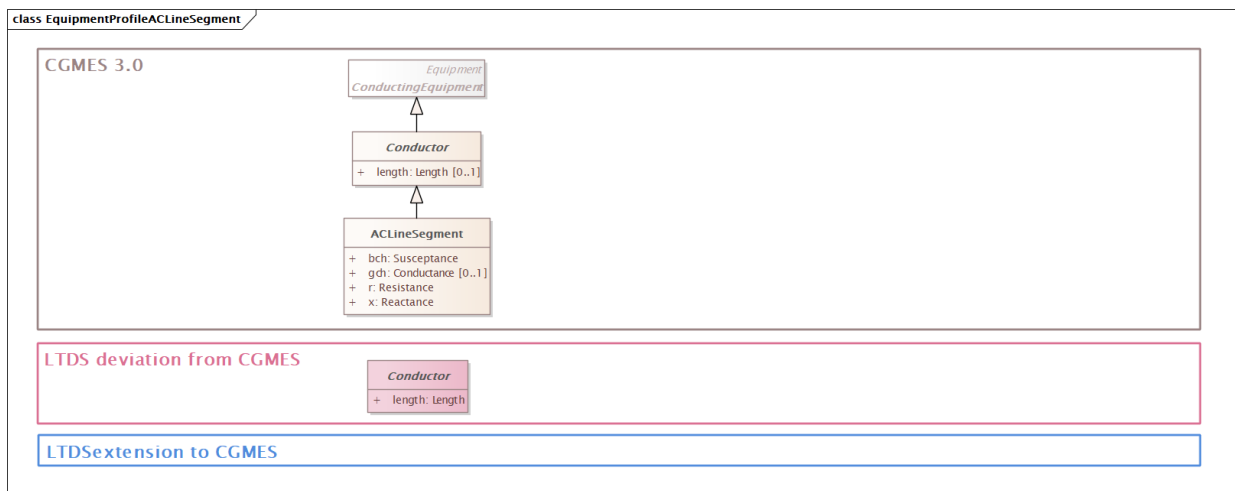 class EquipmentProfileACLineSegment
CGMES 3.0
Equipment
ConductingEquipment
Conductor
+ length: Length [0..1]
ACLineSegment
+ bch: Susceptance
+ gch: Conductance [0..1]
+ r: Resistance
+ x: Reactance
LTDS deviation from CGMES
Conductor
+ length: Length
LTDSextension to CGMES